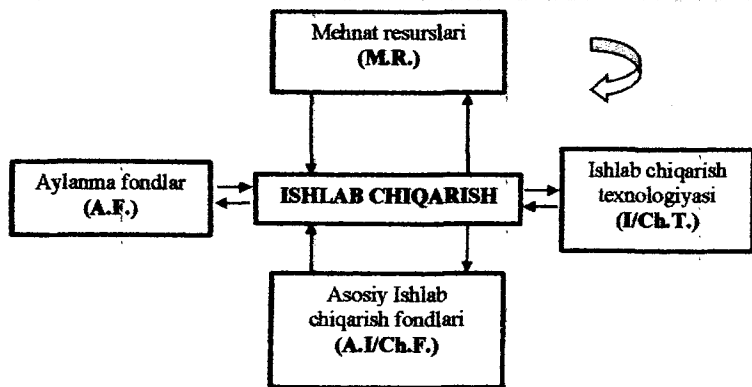 Mehnat resurslari
(M.R.)
Aylanma fondlar
(A.F.)
ISHLAB CHIQARISH
Ishlab chiqarish
texnologiyasi
(I/Ch.T.)
Asosiy Ishlab
chiqarish fondlari
(A.I/Ch.F.)